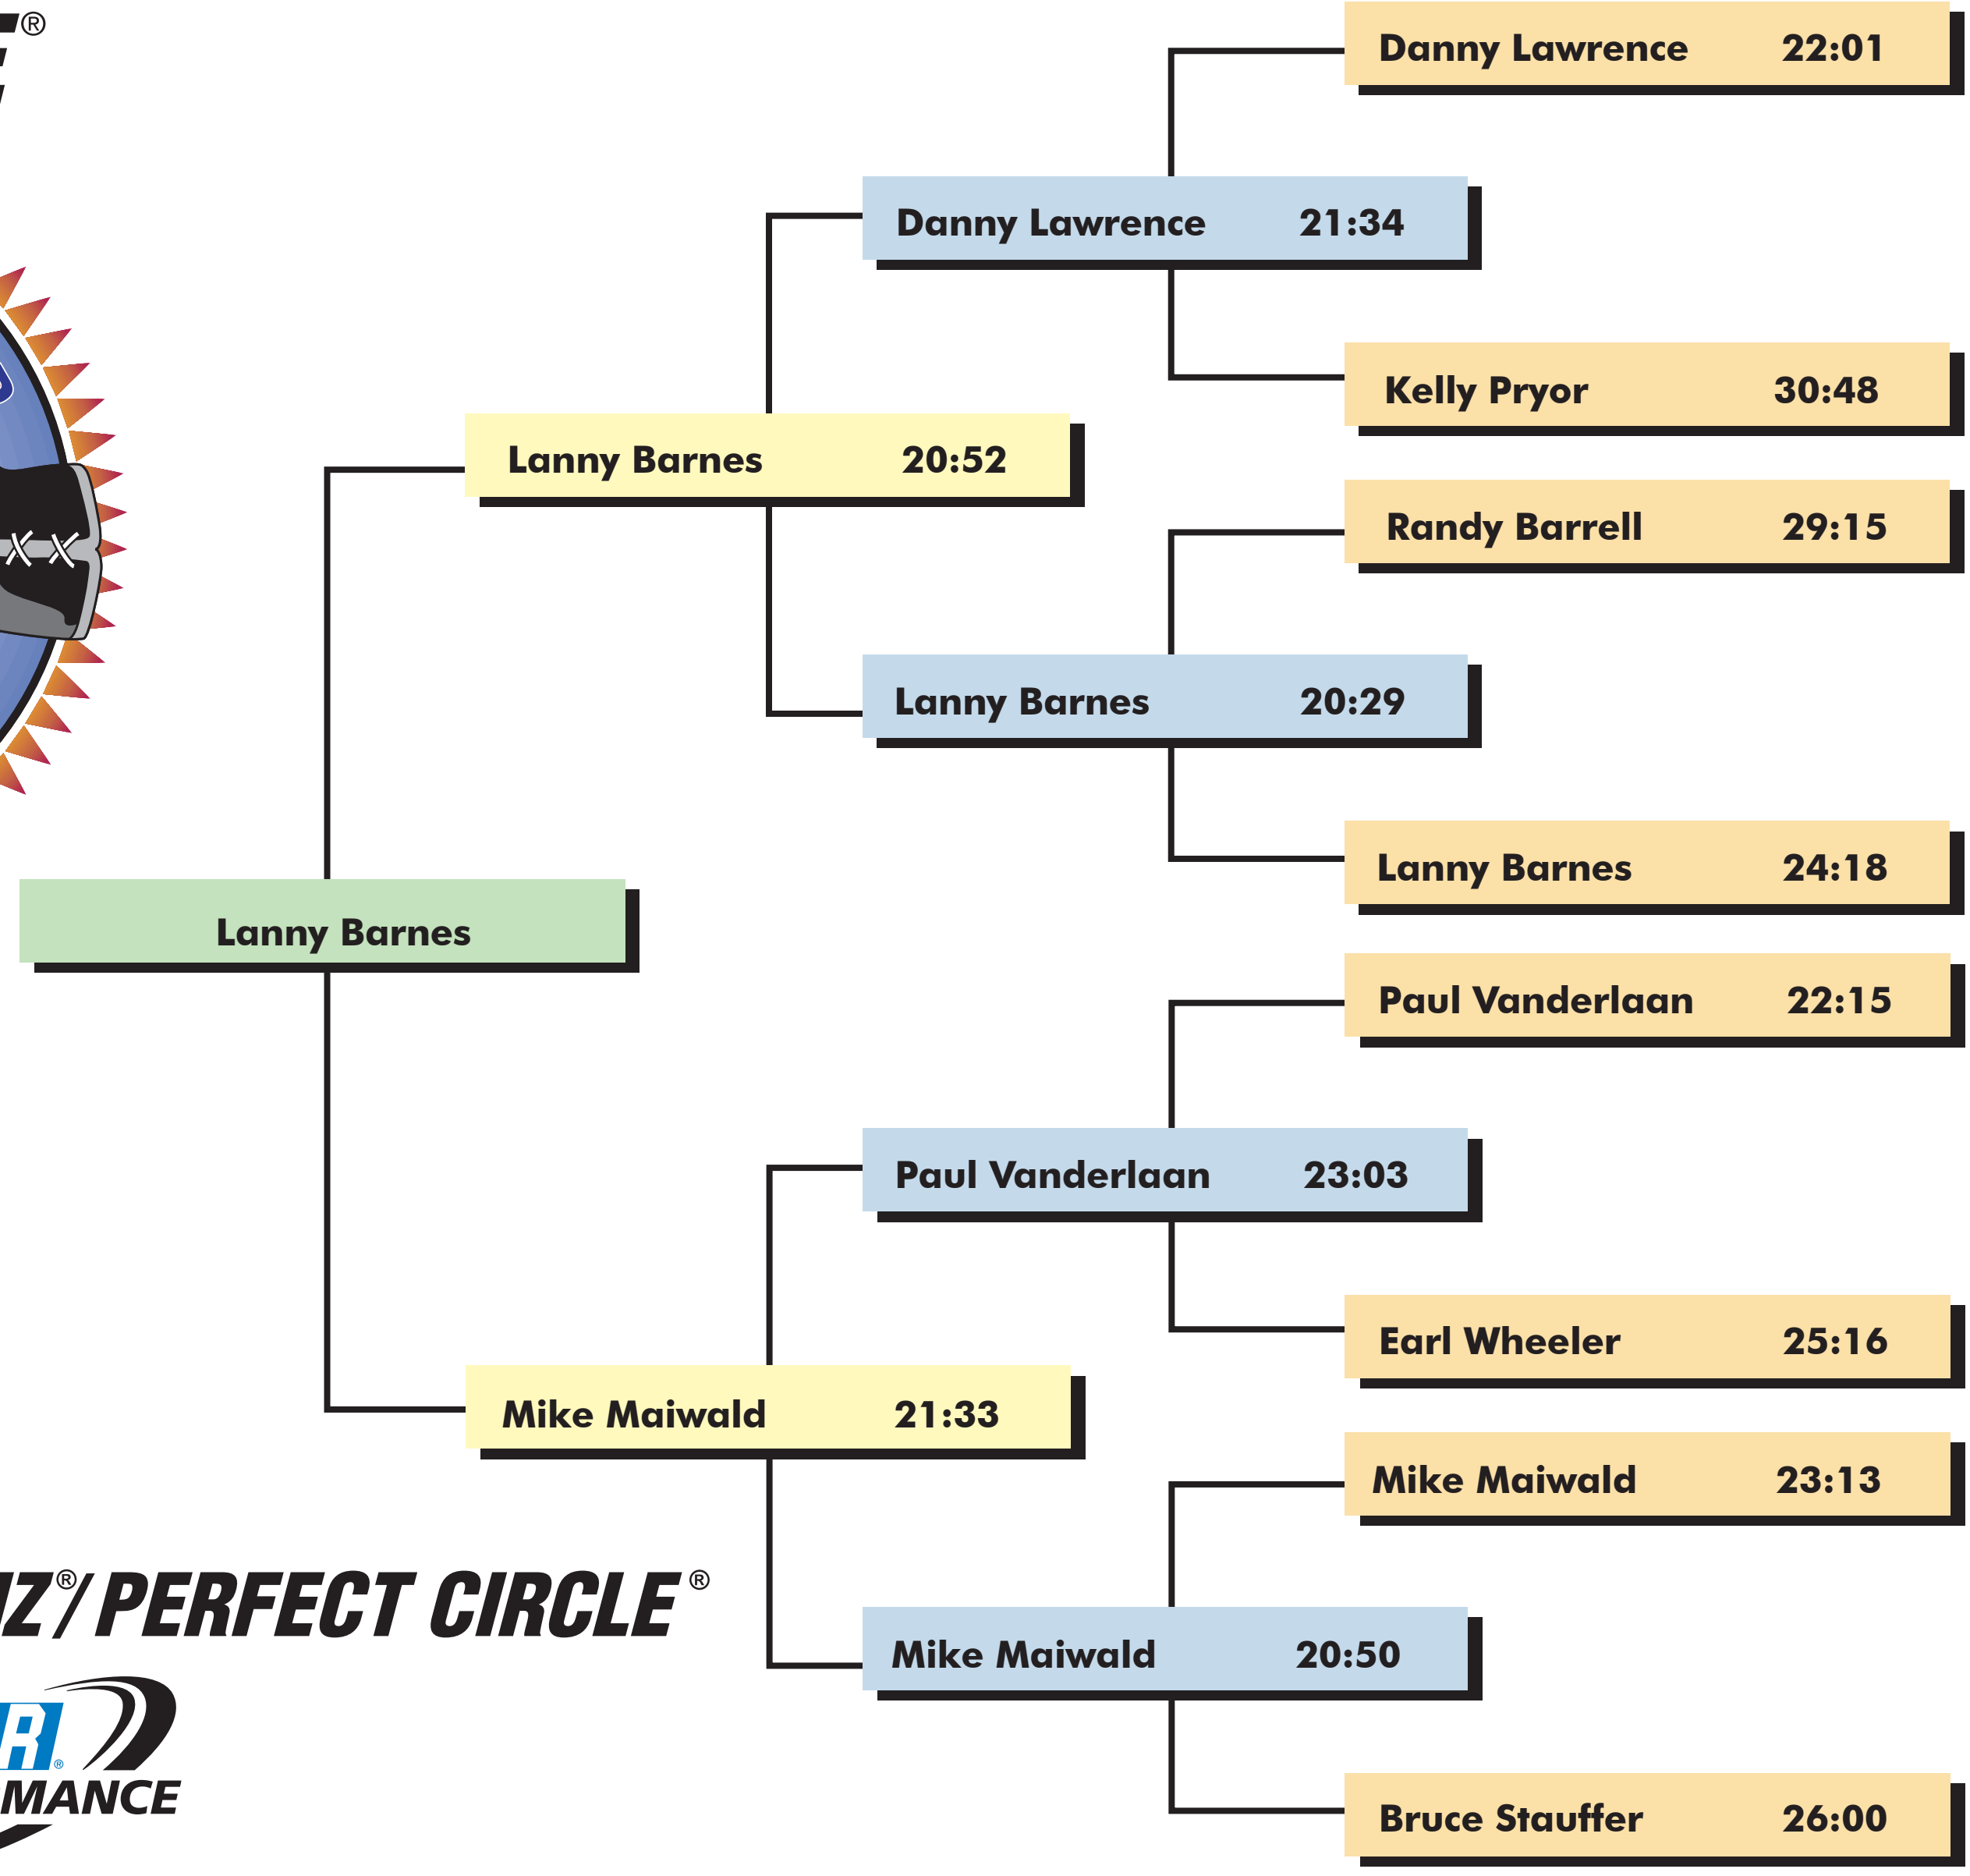 Danny Lawrence 22:01
Danny Lawrence 21:34
Kelly Pryor 30:48
Lanny Barnes 20:52
Randy Barrell 29:15
Lanny Barnes 20:29
Lanny Barnes 24:18
Lanny Barnes
Paul Vanderlaan 22:15
Paul Vanderlaan 23:03
Earl Wheeler 25:16
Mike Maiwald 21:33
Mike Maiwald 23:13
IZ®/PERFECT CIRCLE®
Mike Maiwald 20:50
R®
MANCE
Bruce Stauffer 26:00